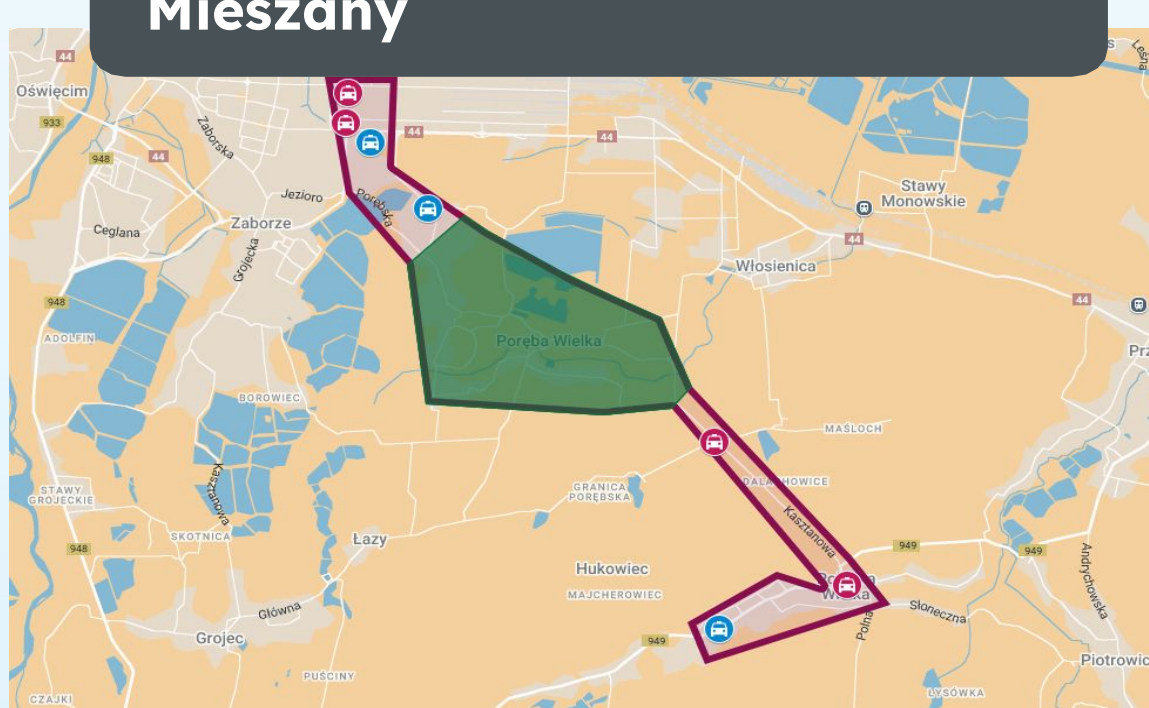 Mieszany
44
Oświęcim
933
Zaborska
948
44
44
44
Jezioro
Porębska
Stawy
Monowskie
Ceglana
Zaborze
Grojecka
44
Włosienica
948
44
ADOLFIN
Poręba Wielka
Prz
BOROWIEC
MAŚLOCH
Kasztanowa
STAWY
GROJECKIE
GRANICA
PORĘBSKA
Kasztanowa
SKOTNICA
Łazy
948
949
949
Hukowiec
MAJCHEROWIEC
Andrychowska
Główna
Słoneczna
Grojec
949
Polna
PUŚCINY
Piotrowic
CZAJKI
ŁYSÓWKA